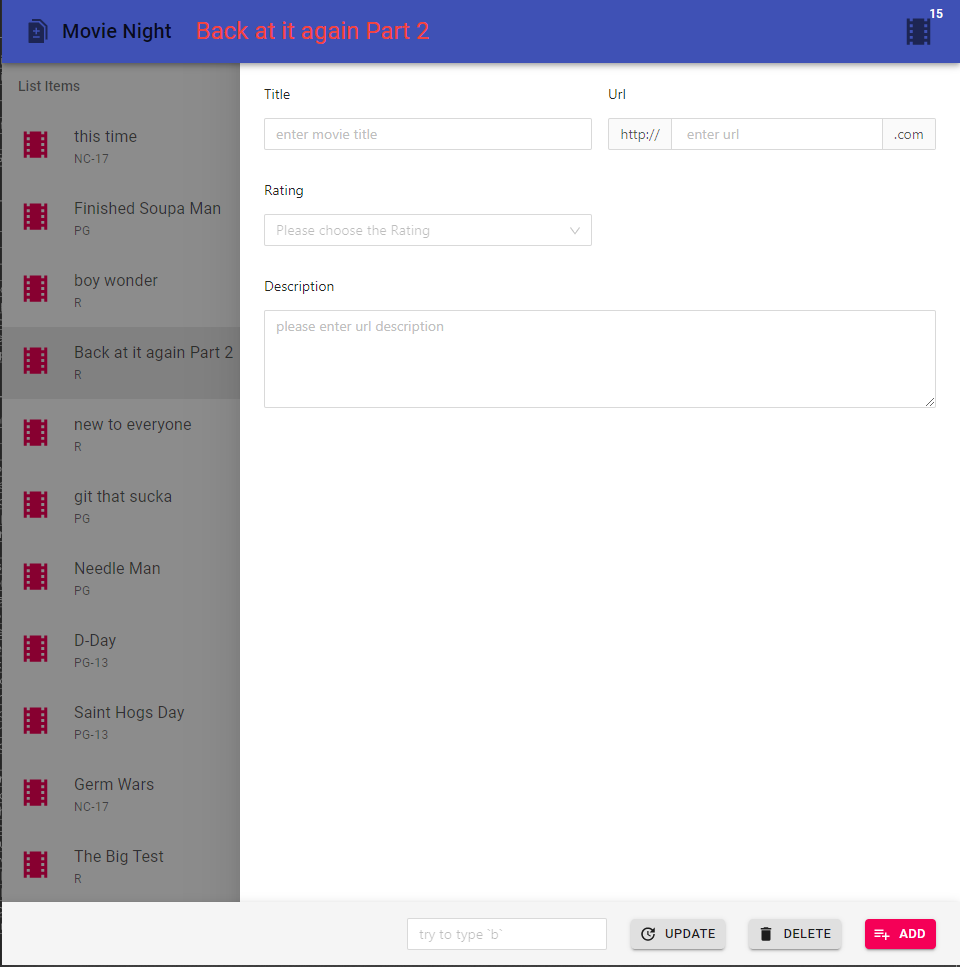 Movie Night Back at it again Part 2 15
List Items
this time
NC-17
Finished Soupa Man
PG
boy wonder
R
Back at it again Part 2
R
new to everyone
R
git that sucka
PG
Needle Man
PG
D-Day
PG-13
Saint Hogs Day
PG-13
Germ Wars
NC-17
The Big Test
R
Title Url
enter movie title http:// enter url .com
Rating
Please choose the Rating
Description
please enter url description
try to type `b` UPDATE DELETE ADD